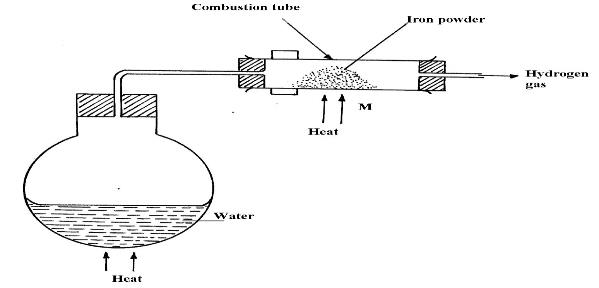 Combustion tube
Iron powder
Hydrogen
gas
M
Heat
Water
Heat